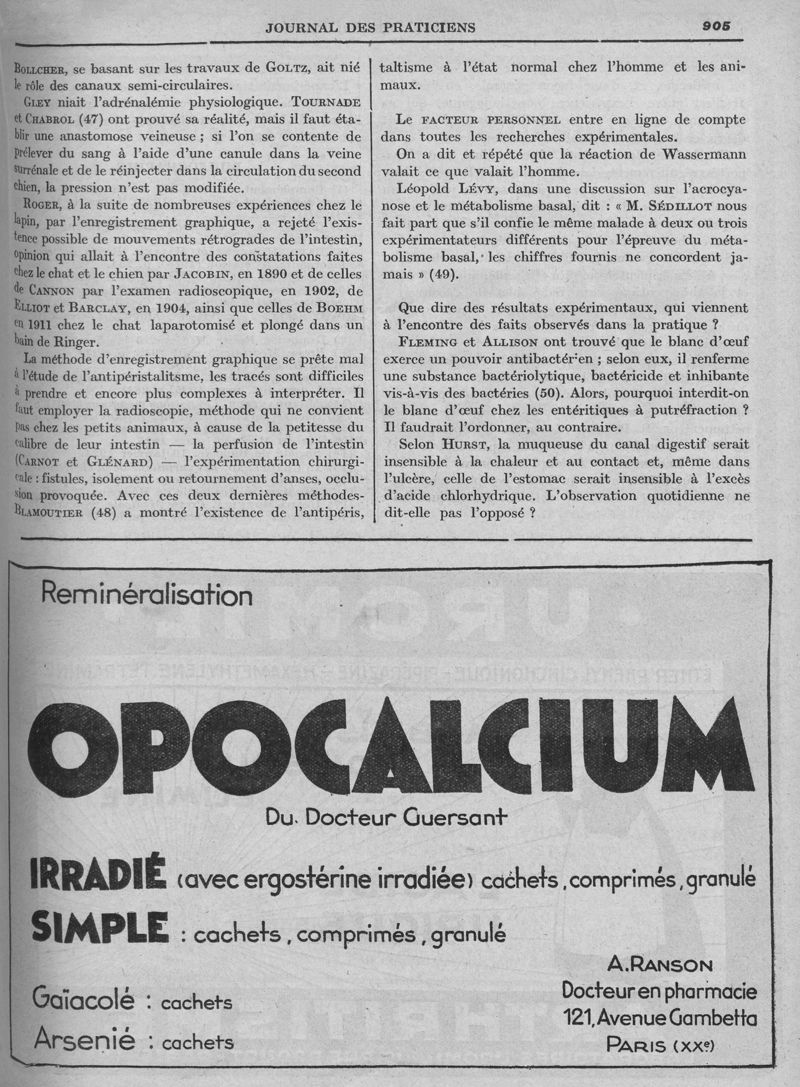 JOURNAL DES PRATICIENS 905
BOLLCHER, se basant sur les travaux de GOLTZ, ait nié
le rôle des canaux semi-circulaires.
GLEY niait l'adrénalémie physiologique. TOURNADE
et CHABROL (47) ont prouvé sa réalité, mais il faut éta-
blir une anastomose veineuse ; si l'on se contente de
prélever du sang à l'aide d'une canule dans la veine
surrénale et de le réinjecter dans la circulation du second
chien, la pression n'est pas modifiée.
ROGER, à la suite de nombreuses expériences chez le
lapin, par l'enregistrement graphique, a rejeté l'exis-
tence possible de mouvements rétrogrades de l'intestin,
opinion qui allait à l'encontre des constatations faites
chez le chat et le chien par JACOBIN, en 1890 et de celles
de CANNON par l'examen radioscopique, en 1902, de
ELLIOT et BARCLAY, en 1904, ainsi que celles de BOEHM
en 1911 chez le chat laparotomisé et plongé dans un
bain de Ringer.
La méthode d'enregistrement graphique se prête mal
à l'étude de l'antipéristalitsme, les tracés sont difficiles
à prendre et encore plus complexes à interpréter. Il
faut employer la radioscopie, méthode qui ne convient
pas chez les petits animaux, à cause de la petitesse du
calibre de leur intestin — la perfusion de l'intestin
(CARNOT et GLÉNARD) — l'expérimentation chirurgi-
cale : fistules, isolement ou retournement d'anses, occlu-
sion provoquée. Avec ces deux dernières méthodes-
BLAMOUTIER (48) a montré l'existence de l'antipéris,
taltisme à l'état normal chez l'homme et les ani-
maux.
Le FACTEUR PERSONNEL entre en ligne de compte
dans toutes les recherches expérimentales.
On a dit et répété que la réaction de Wassermann
valait ce que valait l'homme.
Léopold LÉVY, dans une discussion sur l'acrocya-
nose et le métabolisme basal, dit : « M. SÉDILLOT nous
fait part que s'il confie le même malade à deux ou trois
expérimentateurs différents pour l'épreuve du méta-
bolisme basal, les chiffres fournis ne concordent ja-
mais » (49).
Que dire des résultats expérimentaux, qui viennent
à l'encontre des faits observés dans la pratique ?
FLEMING et ALLISON ont trouvé que le blanc d'œuf
exerce un pouvoir antibactérien ; selon eux, il renferme
une substance bactériolytique, bactéricide et inhibante
vis-à-vis des bactéries (50). Alors, pourquoi interdit-on
le blanc d'œuf chez les entéritiques à putréfraction ?
Il faudrait l'ordonner, au contraire.
Selon HURST, la muqueuse du canal digestif serait
insensible à la chaleur et au contact et, même dans
l'ulcère, celle de l'estomac serait insensible à l'excès
d'acide chlorhydrique. L'observation quotidienne ne
dit-elle pas l'opposé ?
Reminéralisation
OPOCALCIUM
Du. Docteur Guersant
IRRADIÉ (avec ergostérine irradiée) cachets, comprimés, granulé
SIMPLE : cachets, comprimés, granulé
Gaïacolé : cachets
Arsenié : cachets
A. RANSON
Docteur en pharmacie
121, Avenue Gambetta
PARIS (XXe)